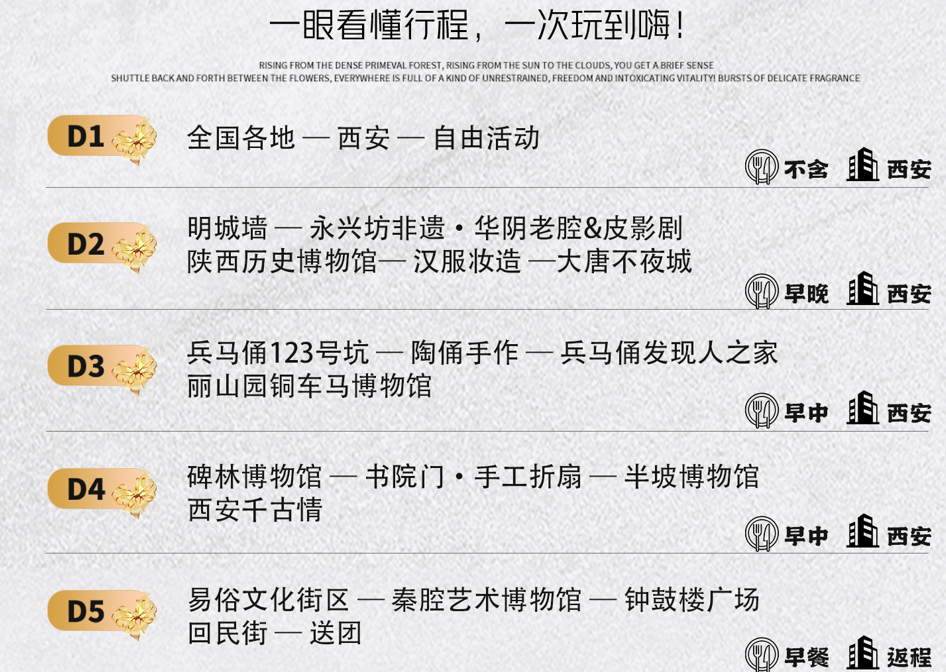 一眼看懂行程，一次玩到嗨！
RISING FROM THE DENSE PRIMEVAL FOREST, RISING FROM THE SUN TO THE CLOUDS, YOU GET A BRIEF SENSE
SHUTTLE BACK AND FORTH BETWEEN THE FLOWERS, EVERYWHERE IS FULL OF A KIND OF UNRESTRAINED, FREEDOM AND INTOXICATING VITALITY! BURSTS OF DELICATE FRAGRANCE
D1 全国各地 — 西安 — 自由活动
不含 西安
D2 明城墙 — 永兴坊非遗·华阴老腔&皮影剧
陕西历史博物馆— 汉服妆造 —大唐不夜城
早晚 西安
D3 兵马俑123号坑 — 陶俑手作 — 兵马俑发现人之家
丽山园铜车马博物馆
早中 西安
D4 碑林博物馆 — 书院门·手工折扇 — 半坡博物馆
西安千古情
早中 西安
D5 易俗文化街区 — 秦腔艺术博物馆 — 钟鼓楼广场
回民街 — 送团
早餐 返程